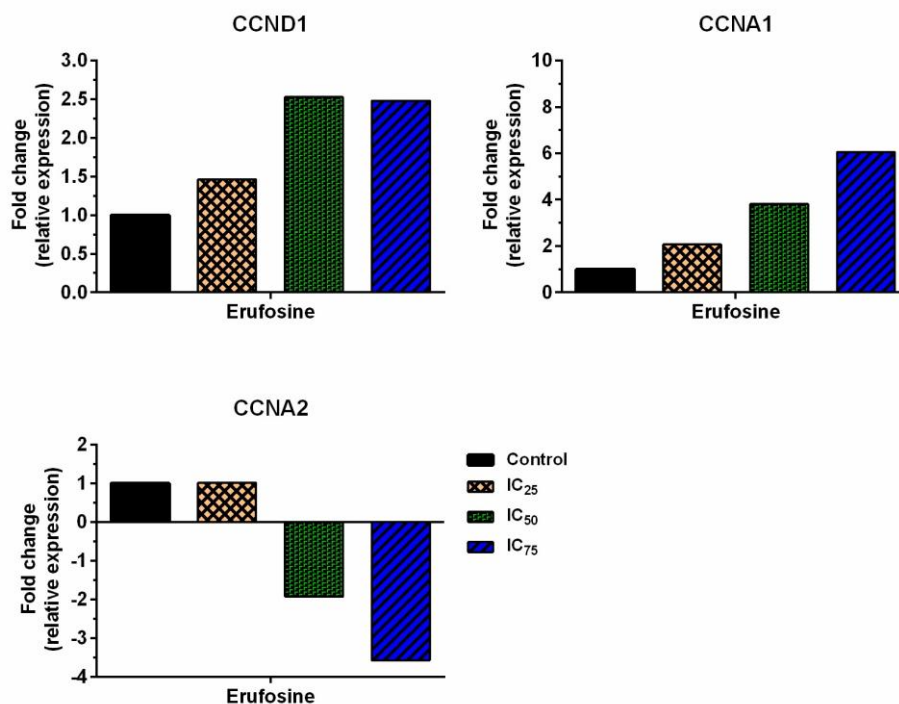 CCND1
Fold change
(relative expression)
3.0
2.5
2.0
1.5
1.0
0.5
0.0
Erufosine
CCNA1
Fold change
(relative expression)
10
8
6
4
2
0
Erufosine
CCNA2
Fold change
(relative expression)
2
1
0
-1
-2
-3
-4
Erufosine
Control
IC25
IC50
IC75